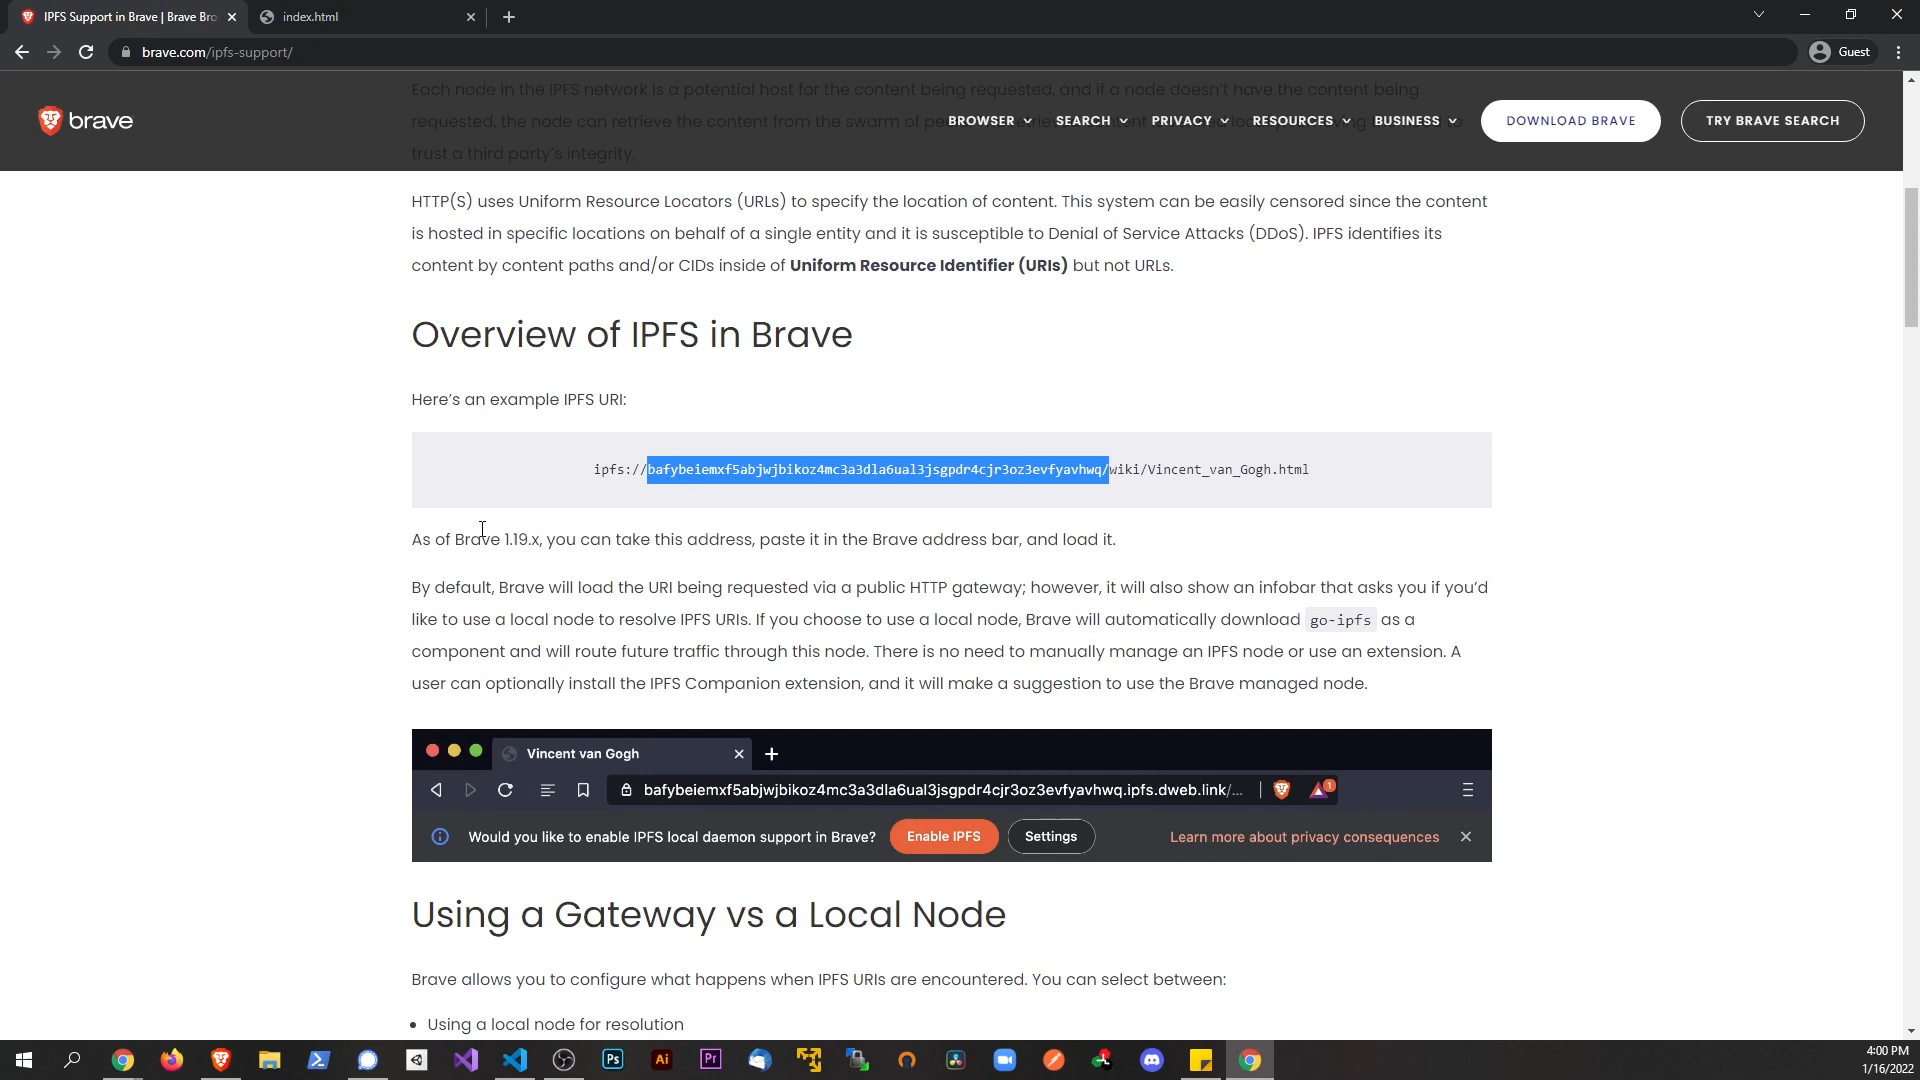 IPFS Support in Brave | Brave Bro
index.html
brave.com/ipfs-support/
Guest
Each node in the IPFS network is a potential host for the content being requested, and if a node doesn't have the content being
requested, the node can retrieve the content from the swarm of
trust a third party's integrity.
brave
BROWSER
SEARCH
PRIVACY
RESOURCES
BUSINESS
DOWNLOAD BRAVE
TRY BRAVE SEARCH
HTTP(S) uses Uniform Resource Locators (URLs) to specify the location of content. This system can be easily censored since the content
is hosted in specific locations on behalf of a single entity and it is susceptible to Denial of Service Attacks (DDoS). IPFS identifies its
content by content paths and/or CIDs inside of Uniform Resource Identifier (URIs) but not URLs.
Overview of IPFS in Brave
Here's an example IPFS URI:
ipfs://bafybeiemxf5abjwjbikoz4mc3a3dla6ual3jsgpdr4cjr3oz3evfyavhwq/wiki/Vincent_van_Gogh.html
As of Brave 1.19.x, you can take this address, paste it in the Brave address bar, and load it.
By default, Brave will load the URI being requested via a public HTTP gateway; however, it will also show an infobar that asks you if you'd
like to use a local node to resolve IPFS URIs. If you choose to use a local node, Brave will automatically download go-ipfs as a
component and will route future traffic through this node. There is no need to manually manage an IPFS node or use an extension. A
user can optionally install the IPFS Companion extension, and it will make a suggestion to use the Brave managed node.
Vincent van Gogh
bafybeiemxf5abjwjbikoz4mc3a3dla6ual3jsgpdr4cjr3oz3evfyavhwq.ipfs.dweb.link/...
1
Would you like to enable IPFS local daemon support in Brave?
Enable IPFS
Settings
Learn more about privacy consequences
Using a Gateway vs a Local Node
Brave allows you to configure what happens when IPFS URIs are encountered. You can select between:
• Using a local node for resolution
Ps
Ai
Pr
4:00 PM
1/16/2022